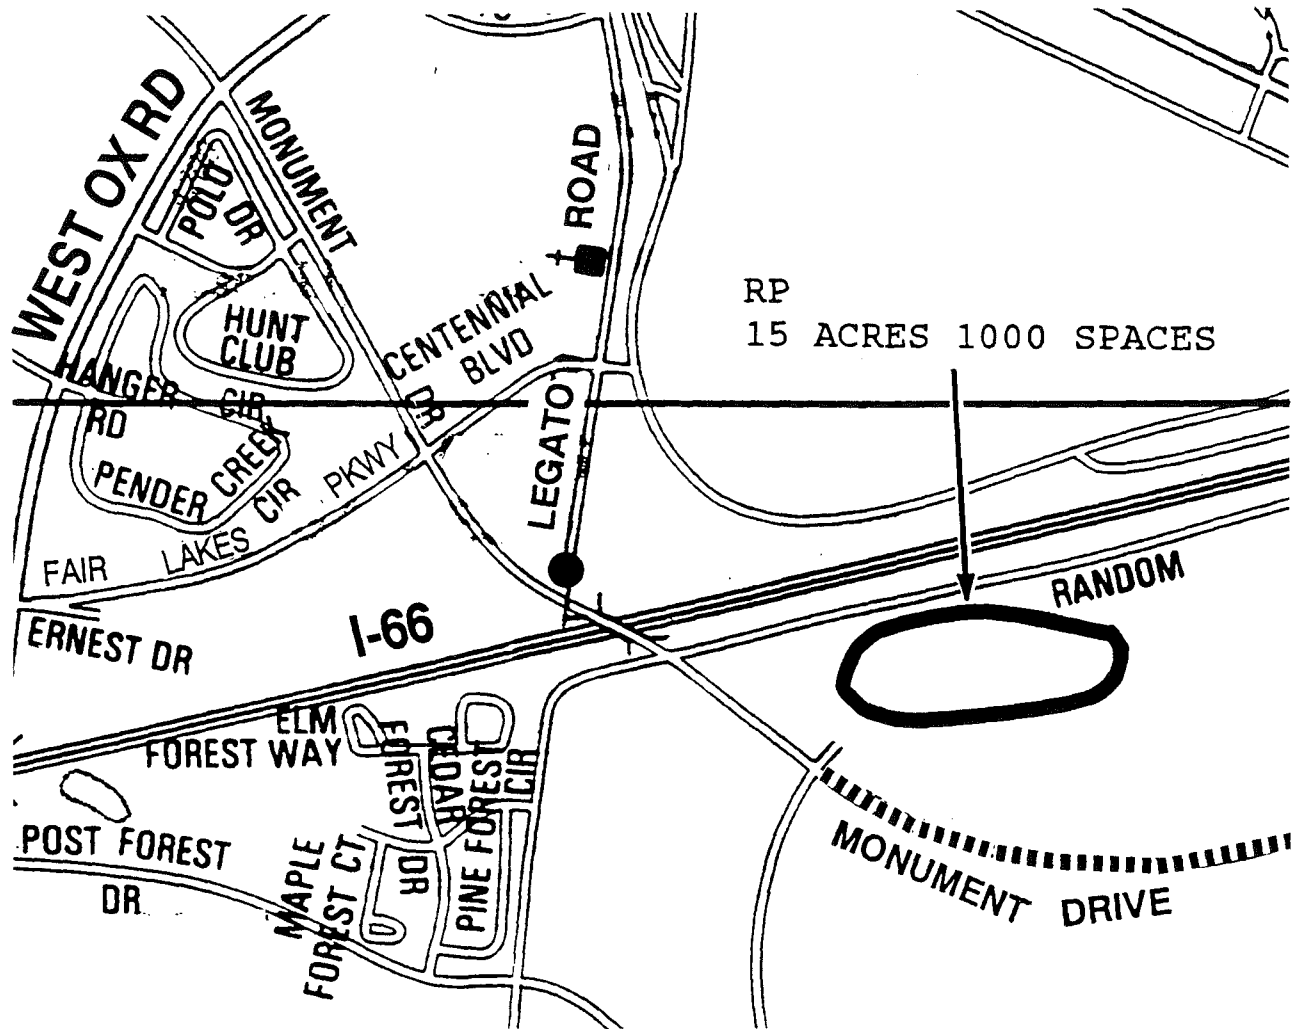 WEST OX RD
MONUMENT
POLO
DR
ROAD
RP
15 ACRES 1000 SPACES
HUNT
CLUB
CIR
CENTENNIAL
BLVD
DR
HANGER
RD
LEGATO
PENDER
CREEK
CIR
FAIR LAKES PKWY
ERNEST DR
I-66
RANDOM
ELM
FOREST WAY
FOREST
DR
CEDAR
PINE FOREST
CIR
POST FOREST
DR
MAPLE
FOREST CT
MONUMENT DRIVE